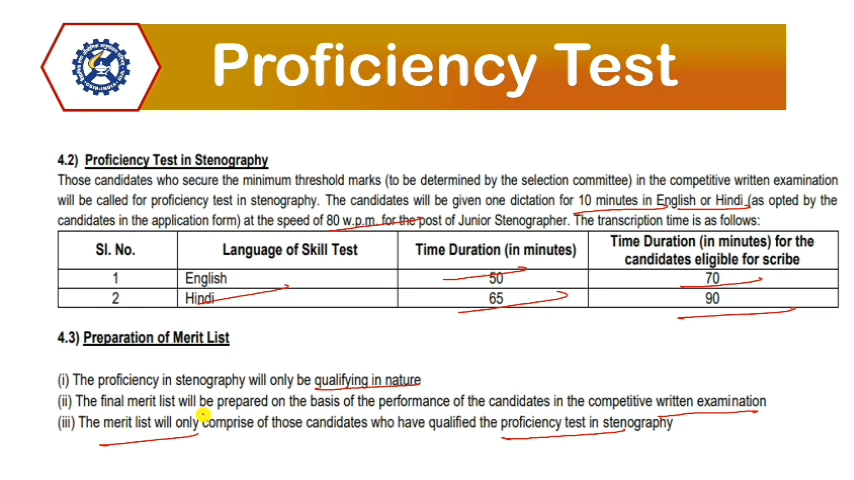 Proficiency Test
4.2) Proficiency Test in Stenography
Those candidates who secure the minimum threshold marks (to be determined by the selection committee) in the competitive written examination
will be called for proficiency test in stenography. The candidates will be given one dictation for 10 minutes in English or Hindi (as opted by the
candidates in the application form) at the speed of 80 w.p.m. for the post of Junior Stenographer. The transcription time is as follows:
Sl. No. Language of Skill Test Time Duration (in minutes) Time Duration (in minutes) for the
candidates eligible for scribe
1 English 50 70
2 Hindi 65 90
4.3) Preparation of Merit List
(i) The proficiency in stenography will only be qualifying in nature
(ii) The final merit list will be prepared on the basis of the performance of the candidates in the competitive written examination
(iii) The merit list will only comprise of those candidates who have qualified the proficiency test in stenography